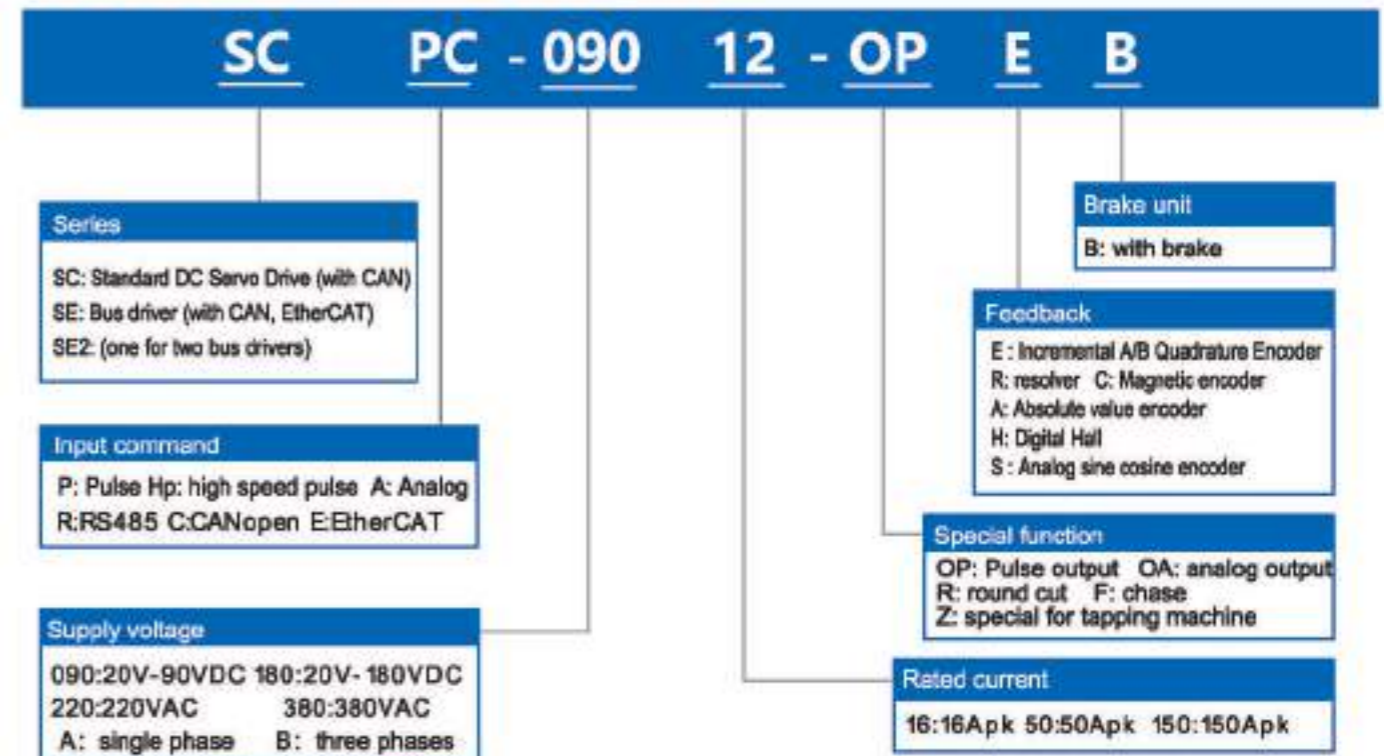 SC PC - 090 12 - OP E B
Series
SC: Standard DC Servo Drive (with CAN)
SE: Bus driver (with CAN, EtherCAT)
SE2: (one for two bus drivers)
Input command
P: Pulse Hp: high speed pulse A: Analog
R:RS485 C:CANopen E:EtherCAT
Supply voltage
090:20V-90VDC 180:20V-180VDC
220:220VAC 380:380VAC
A: single phase B: three phases
Brake unit
B: with brake
Feedback
E : Incremental A/B Quadrature Encoder
R: resolver C: Magnetic encoder
A: Absolute value encoder
H: Digital Hall
S : Analog sine cosine encoder
Special function
OP: Pulse output OA: analog output
R: round cut F: chase
Z: special for tapping machine
Rated current
16:16Apk 50:50Apk 150:150Apk